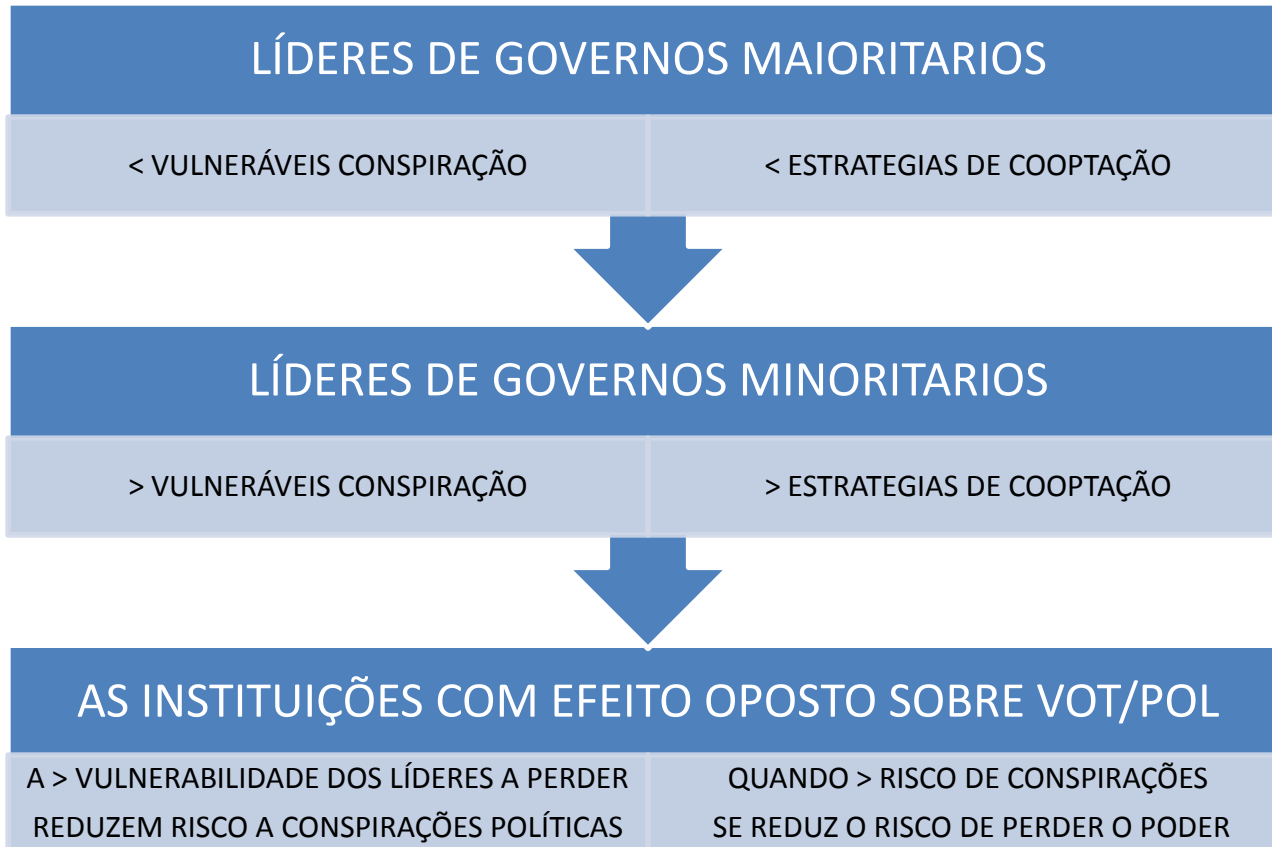 LÍDERES DE GOVERNOS MAIORITARIOS
< VULNERÁVEIS CONSPIRAÇÃO
< ESTRATEGIAS DE COOPTAÇÃO
LÍDERES DE GOVERNOS MINORITARIOS
> VULNERÁVEIS CONSPIRAÇÃO
> ESTRATEGIAS DE COOPTAÇÃO
AS INSTITUIÇÕES COM EFEITO OPOSTO SOBRE VOT/POL
A > VULNERABILIDADE DOS LÍDERES A PERDER
REDUZEM RISCO A CONSPIRAÇÕES POLÍTICAS
QUANDO > RISCO DE CONSPIRAÇÕES
SE REDUZ O RISCO DE PERDER O PODER